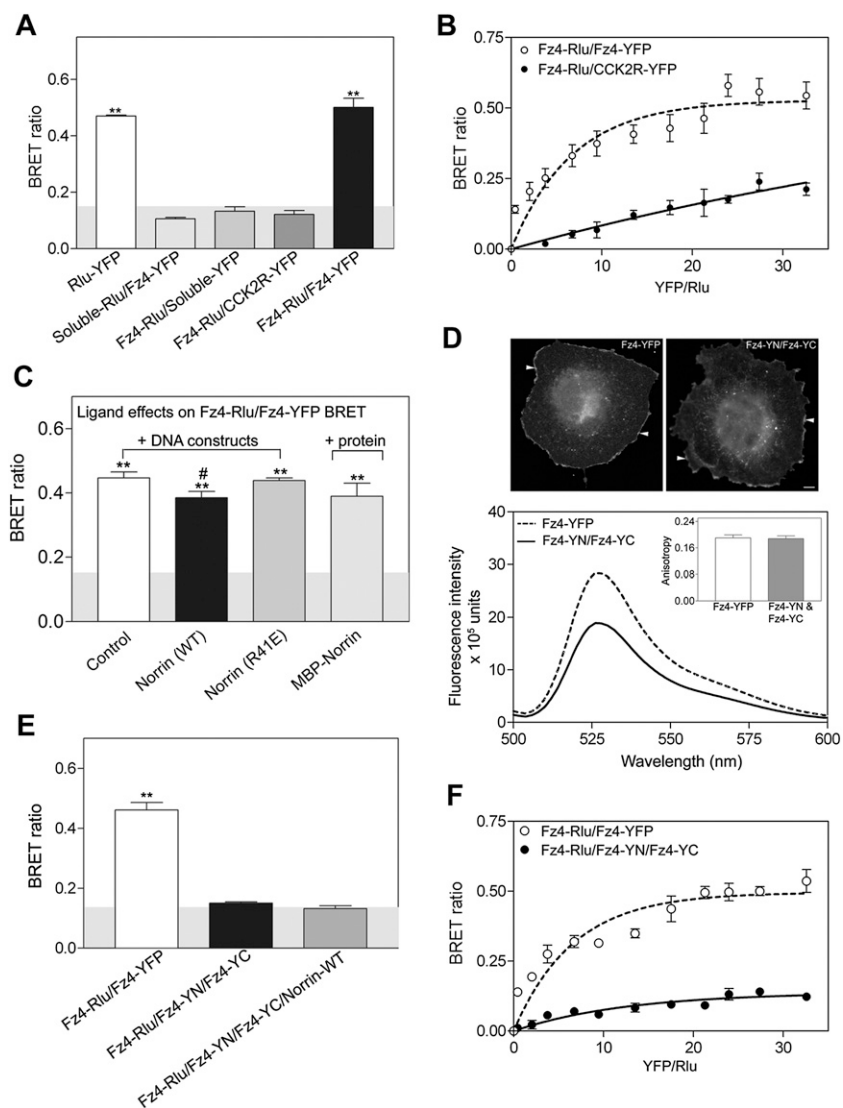 A
BRET ratio
0.6
0.4
0.2
0.0
**
**
Rlu-YFP
Soluble-Rlu/Fz4-YFP
Fz4-Rlu/Soluble-YFP
Fz4-Rlu/CCK2R-YFP
Fz4-Rlu/Fz4-YFP
B
BRET ratio
0.75
0.50
0.25
0.00
Fz4-Rlu/Fz4-YFP
Fz4-Rlu/CCK2R-YFP
0
10
20
30
YFP/Rlu
C
Ligand effects on Fz4-Rlu/Fz4-YFP BRET
+ DNA constructs
+ protein
BRET ratio
0.6
0.4
0.2
0.0
**
#
**
**
**
Control
Norrin (WT)
Norrin (R41E)
MBP-Norrin
D
Fz4-YFP
Fz4-YN/Fz4-YC
Fluorescence intensity
x 10⁵ units
40
30
20
10
0
Fz4-YFP
Fz4-YN/Fz4-YC
Anisotropy
0.24
0.16
0.08
0.00
Fz4-YFP
Fz4-YN &
Fz4-YC
500
525
550
575
600
Wavelength (nm)
E
BRET ratio
0.6
0.4
0.2
0.0
**
Fz4-Rlu/Fz4-YFP
Fz4-Rlu/Fz4-YN/Fz4-YC
Fz4-Rlu/Fz4-YN/Fz4-YC/Norrin-WT
F
BRET ratio
0.75
0.50
0.25
0.00
Fz4-Rlu/Fz4-YFP
Fz4-Rlu/Fz4-YN/Fz4-YC
0
10
20
30
YFP/Rlu